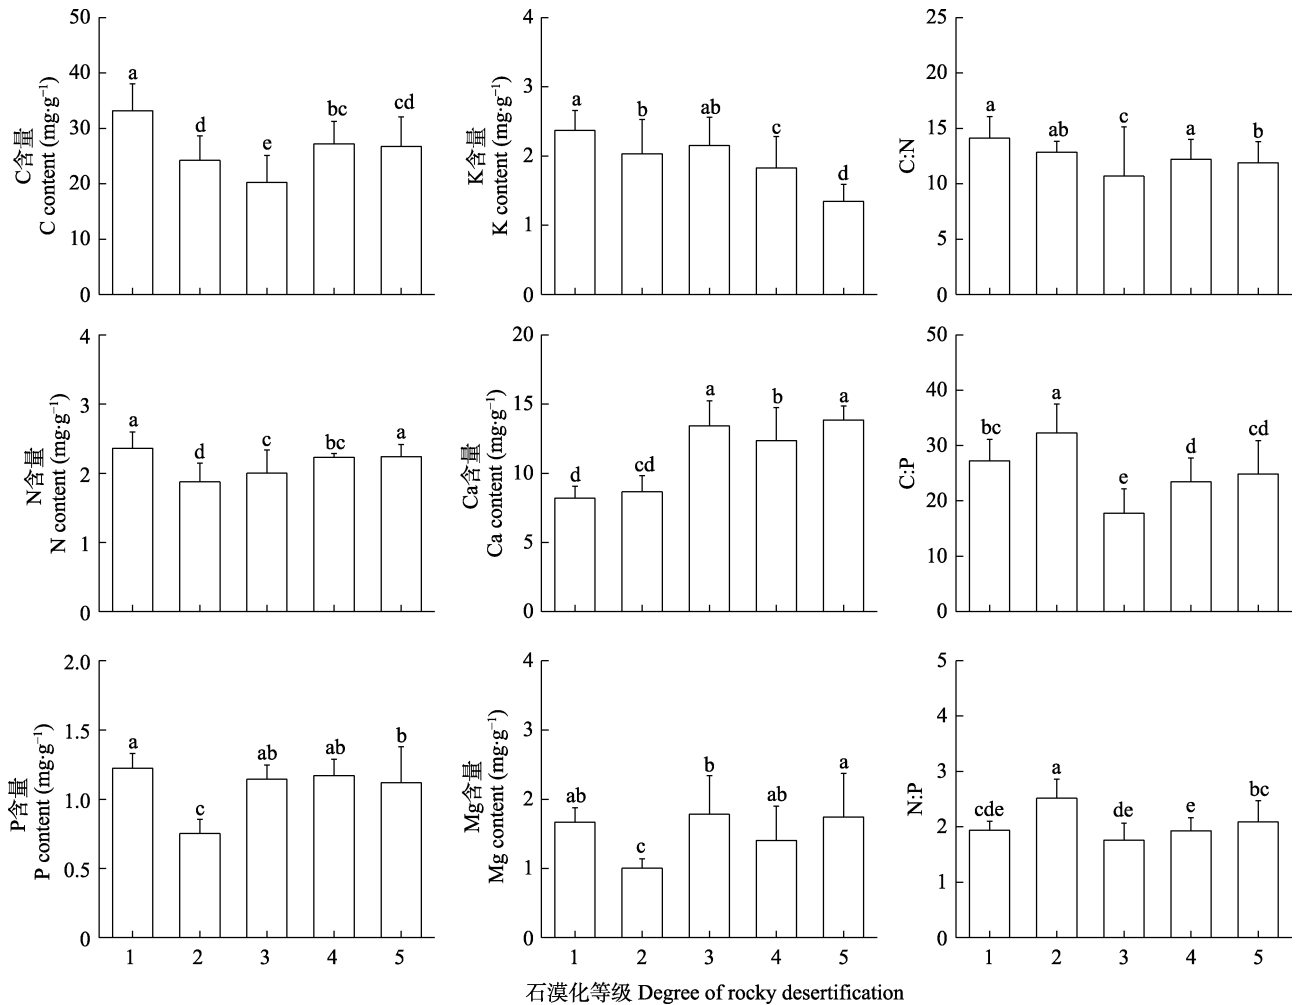 C含量
C content (mg·g⁻¹)
50
40
30
20
10
0
a
d
e
bc
cd
K含量
K content (mg·g⁻¹)
4
3
2
1
0
a
b
ab
c
d
C:N
25
20
15
10
5
0
a
ab
c
a
b
N含量
N content (mg·g⁻¹)
4
3
2
1
0
a
d
c
bc
a
Ca含量
Ca content (mg·g⁻¹)
20
15
10
5
0
d
cd
a
b
a
C:P
50
40
30
20
10
0
bc
a
e
d
cd
P含量
P content (mg·g⁻¹)
2.0
1.5
1.0
0.5
0
a
c
ab
ab
b
1 2 3 4 5
Mg含量
Mg content (mg·g⁻¹)
4
3
2
1
0
ab
c
b
ab
a
1 2 3 4 5
N:P
5
4
3
2
1
0
cde
a
de
e
bc
1 2 3 4 5
石漠化等级 Degree of rocky desertification